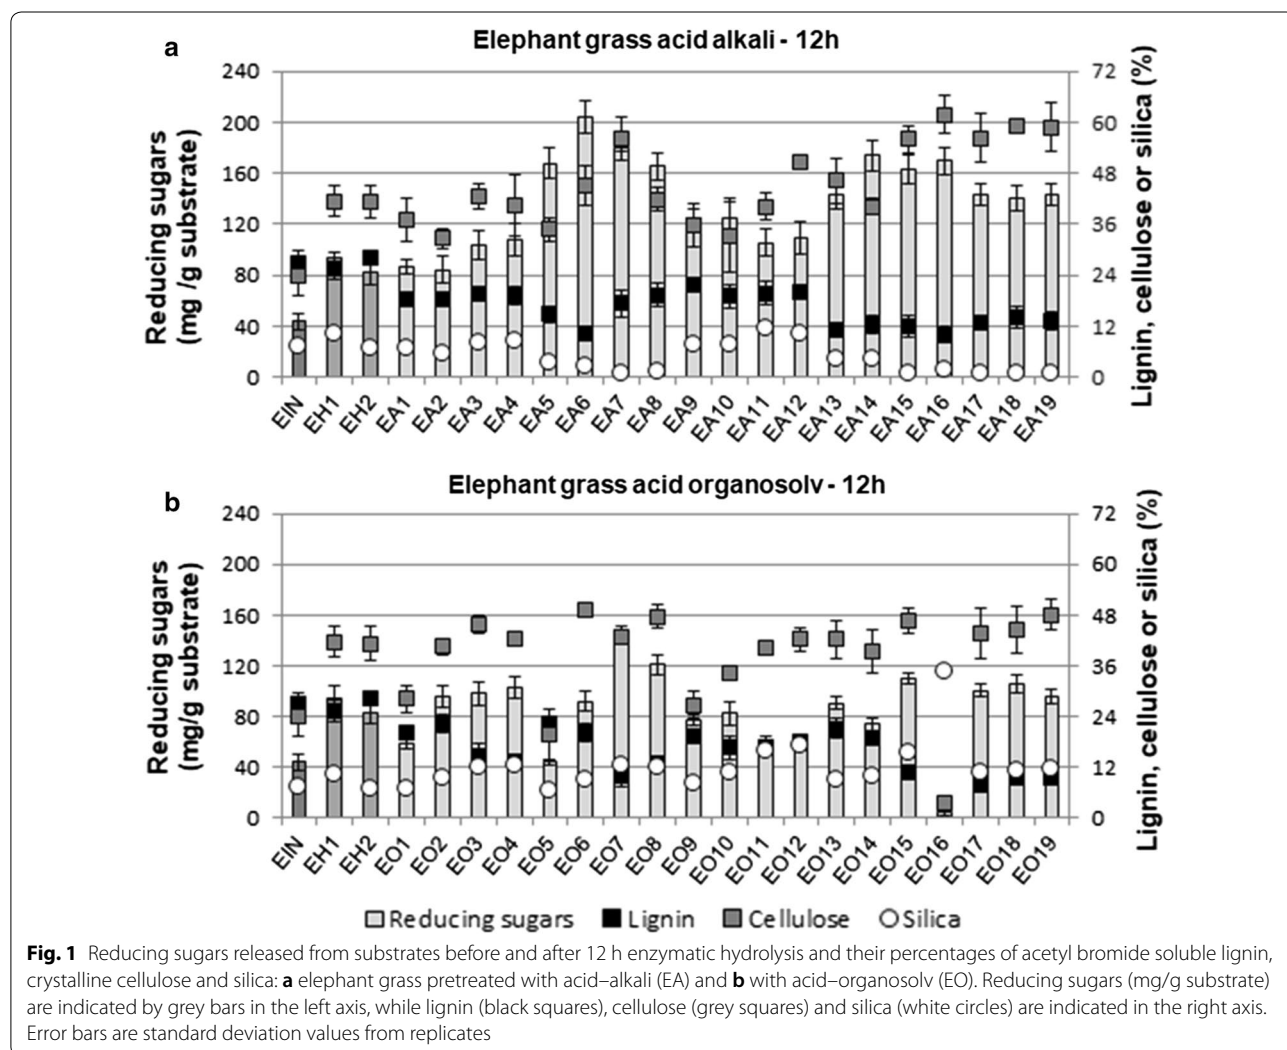 a
Elephant grass acid alkali - 12h
Reducing sugars
(mg /g substrate)
240
200
160
120
80
40
0
72
60
48
36
24
12
0
Lignin, cellulose or silica (%)
EIN EH1 EH2 EA1 EA2 EA3 EA4 EA5 EA6 EA7 EA8 EA9 EA10 EA11 EA12 EA13 EA14 EA15 EA16 EA17 EA18 EA19
b
Elephant grass acid organosolv - 12h
Reducing sugars
(mg/g substrate)
240
200
160
120
80
40
0
72
60
48
36
24
12
0
Lignin, cellulose or silica (%)
EIN EH1 EH2 EO1 EO2 EO3 EO4 EO5 EO6 EO7 EO8 EO9 EO10 EO11 EO12 EO13 EO14 EO15 EO16 EO17 EO18 EO19
Reducing sugars Lignin Cellulose Silica
Fig. 1 Reducing sugars released from substrates before and after 12 h enzymatic hydrolysis and their percentages of acetyl bromide soluble lignin,
crystalline cellulose and silica: a elephant grass pretreated with acid–alkali (EA) and b with acid–organosolv (EO). Reducing sugars (mg/g substrate)
are indicated by grey bars in the left axis, while lignin (black squares), cellulose (grey squares) and silica (white circles) are indicated in the right axis.
Error bars are standard deviation values from replicates